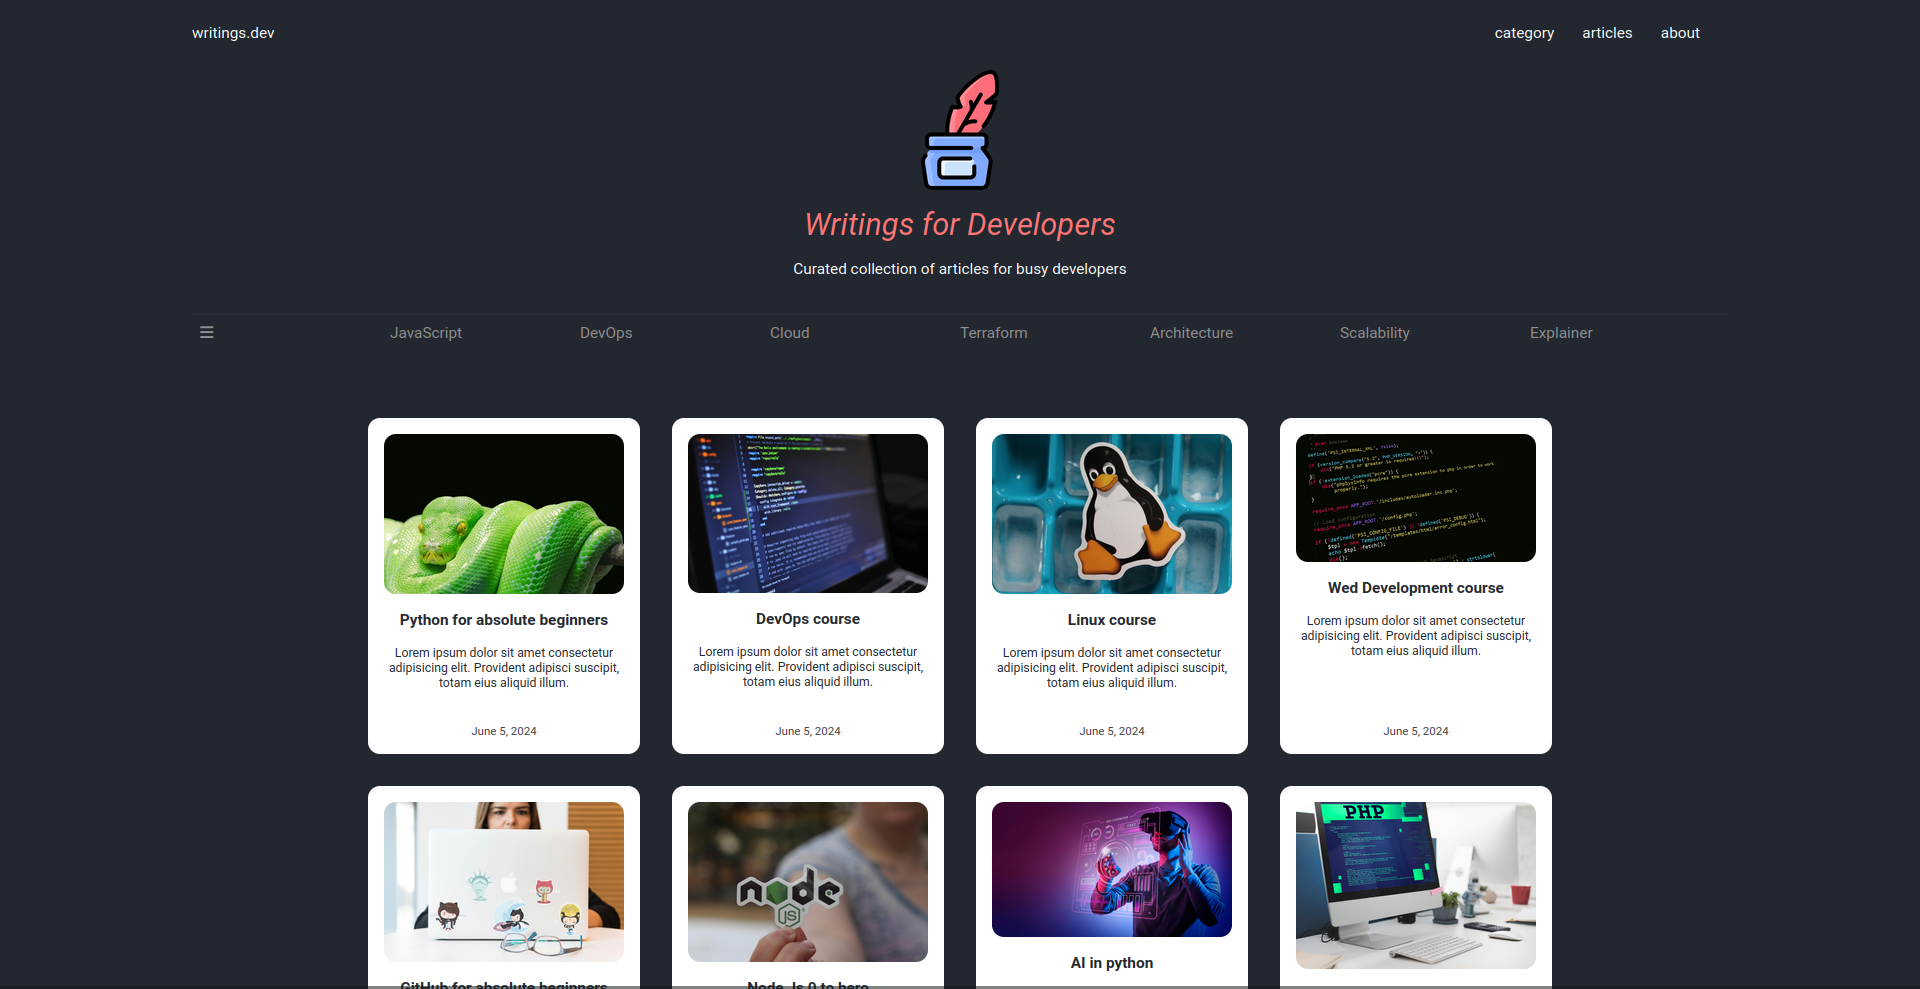 writings.dev
category articles about
Writings for Developers
Curated collection of articles for busy developers
JavaScript DevOps Cloud Terraform Architecture Scalability Explainer
Python for absolute beginners
Lorem ipsum dolor sit amet consectetur
adipisicing elit. Provident adipisci suscipit,
totam eius aliquid illum.
June 5, 2024
DevOps course
Lorem ipsum dolor sit amet consectetur
adipisicing elit. Provident adipisci suscipit,
totam eius aliquid illum.
June 5, 2024
Linux course
Lorem ipsum dolor sit amet consectetur
adipisicing elit. Provident adipisci suscipit,
totam eius aliquid illum.
June 5, 2024
Wed Development course
Lorem ipsum dolor sit amet consectetur
adipisicing elit. Provident adipisci suscipit,
totam eius aliquid illum.
June 5, 2024
GitHub for absolute beginners
node
JS
Node.Js 0 to hero
AI in python
PHP